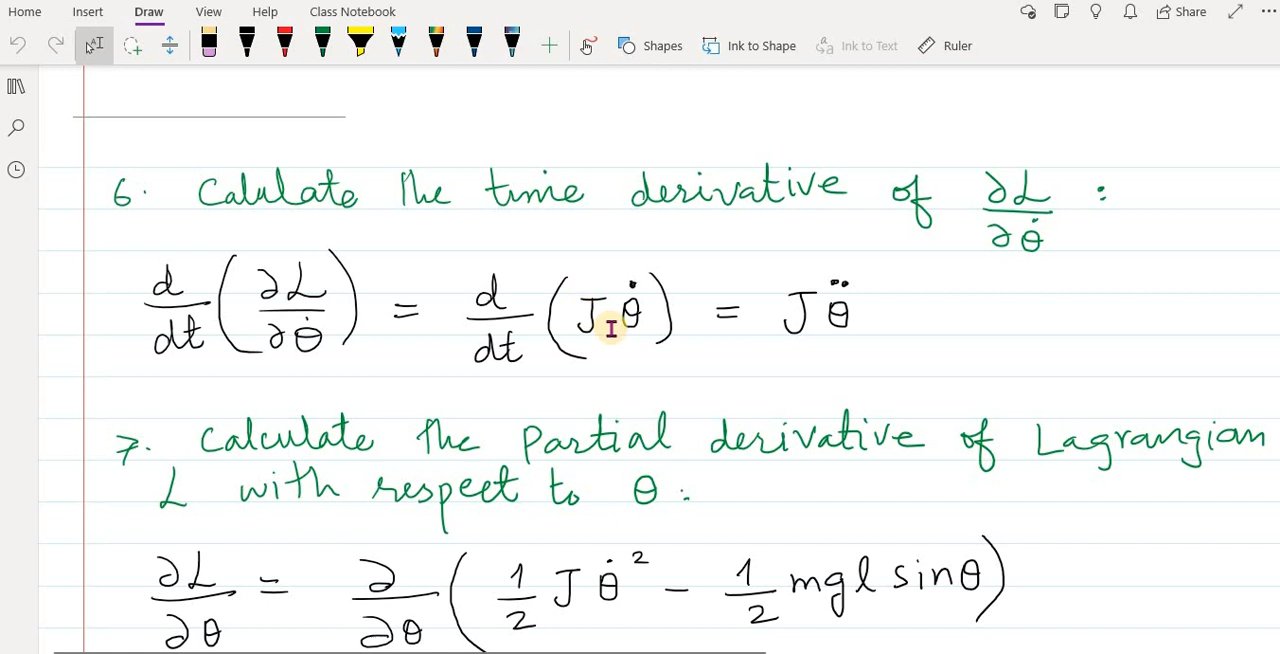 Home Insert Draw View Help Class Notebook Share
Shapes Ink to Shape Ink to Text Ruler
6. Calulate the time derivative of ∂L/∂θ̇ :
d/dt (∂L/∂θ̇) = d/dt (Jθ̇) = Jθ̈
7. Calculate the partial derivative of Lagrangian
L with respect to θ :
∂L/∂θ = ∂/∂θ (1/2 Jθ̇² - 1/2 mgl sinθ)